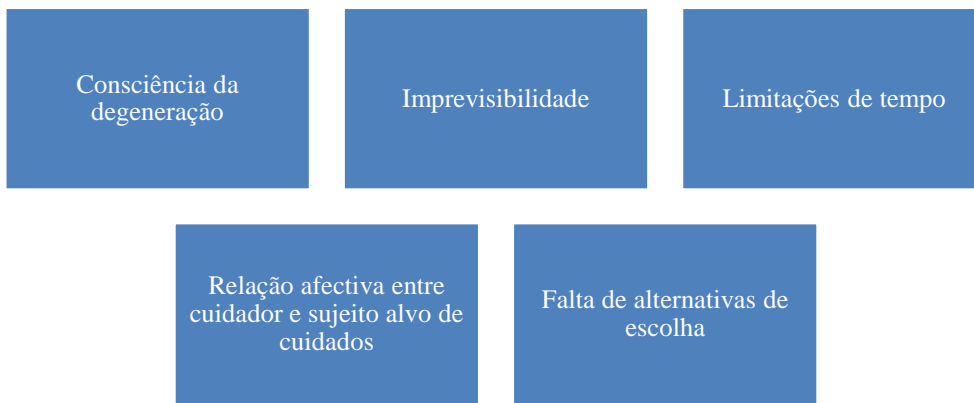 Consciência da
degeneração
Imprevisibilidade
Limitações de tempo
Relação afectiva entre
cuidador e sujeito alvo de
cuidados
Falta de alternativas de
escolha